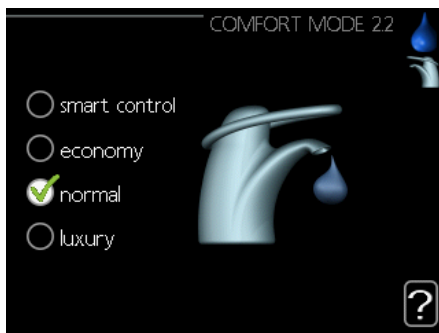 COMFORT MODE 2.2
smart control
economy
normal
luxury
?